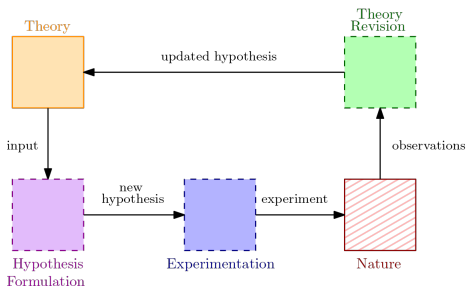 Theory
Theory
Revision
updated hypothesis
input
observations
new
hypothesis
experiment
Hypothesis
Formulation
Experimentation
Nature